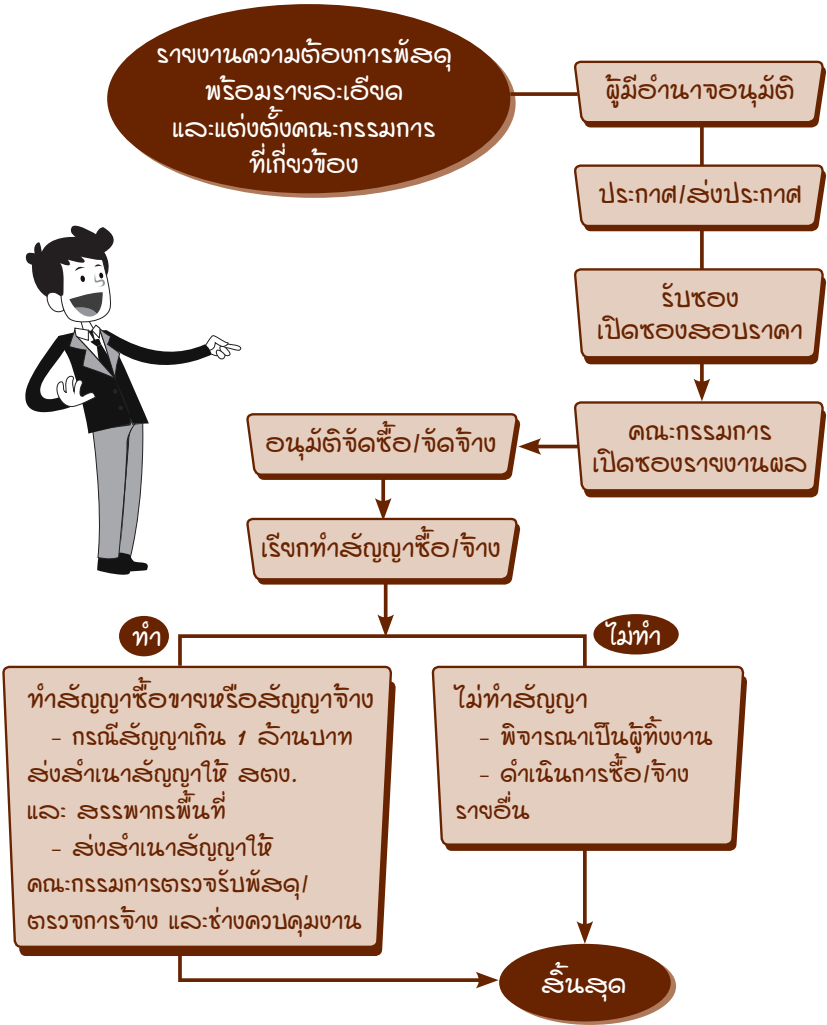 รายงานความต้องการพัสดุ
พร้อมรายละเอียด
และแต่งตั้งคณะกรรมการ
ที่เกี่ยวข้อง
ผู้มีอำนาจอนุมัติ
ประกาศ/ส่งประกาศ
รับซอง
เปิดซองสอบราคา
คณะกรรมการ
เปิดซองรายงานผล
อนุมัติจัดซื้อ/จัดจ้าง
เรียกทำสัญญาซื้อ/จ้าง
ทำ
ทำสัญญาซื้อขายหรือสัญญาจ้าง
- กรณีสัญญาเกิน 1 ล้านบาท
ส่งสำเนาสัญญาให้ สตง.
และ สรรพากรพื้นที่
- ส่งสำเนาสัญญาให้
คณะกรรมการตรวจรับพัสดุ/
ตรวจการจ้าง และช่างควบคุมงาน
ไม่ทำ
ไม่ทำสัญญา
- พิจารณาเป็นผู้ทิ้งงาน
- ดำเนินการซื้อ/จ้าง
รายอื่น
สิ้นสุด